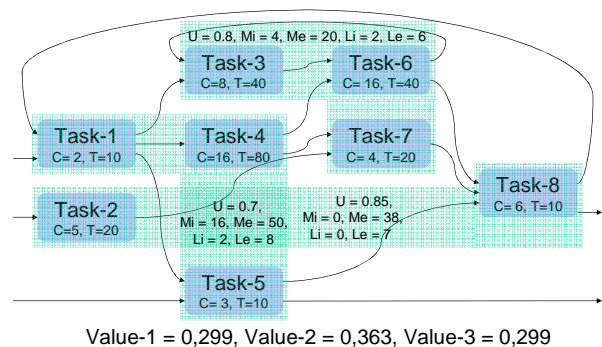 U = 0.8, Mi = 4, Me = 20, Li = 2, Le = 6
Task-3
C=8, T=40
Task-6
C= 16, T=40
Task-1
C= 2, T=10
Task-4
C=16, T=80
Task-7
C= 4, T=20
Task-8
C= 6, T=10
Task-2
C=5, T=20
U = 0.7,
Mi = 16, Me = 50,
Li = 2, Le = 8
U = 0.85,
Mi = 0, Me = 38,
Li = 0, Le = 7
Task-5
C= 3, T=10
Value-1 = 0,299, Value-2 = 0,363, Value-3 = 0,299